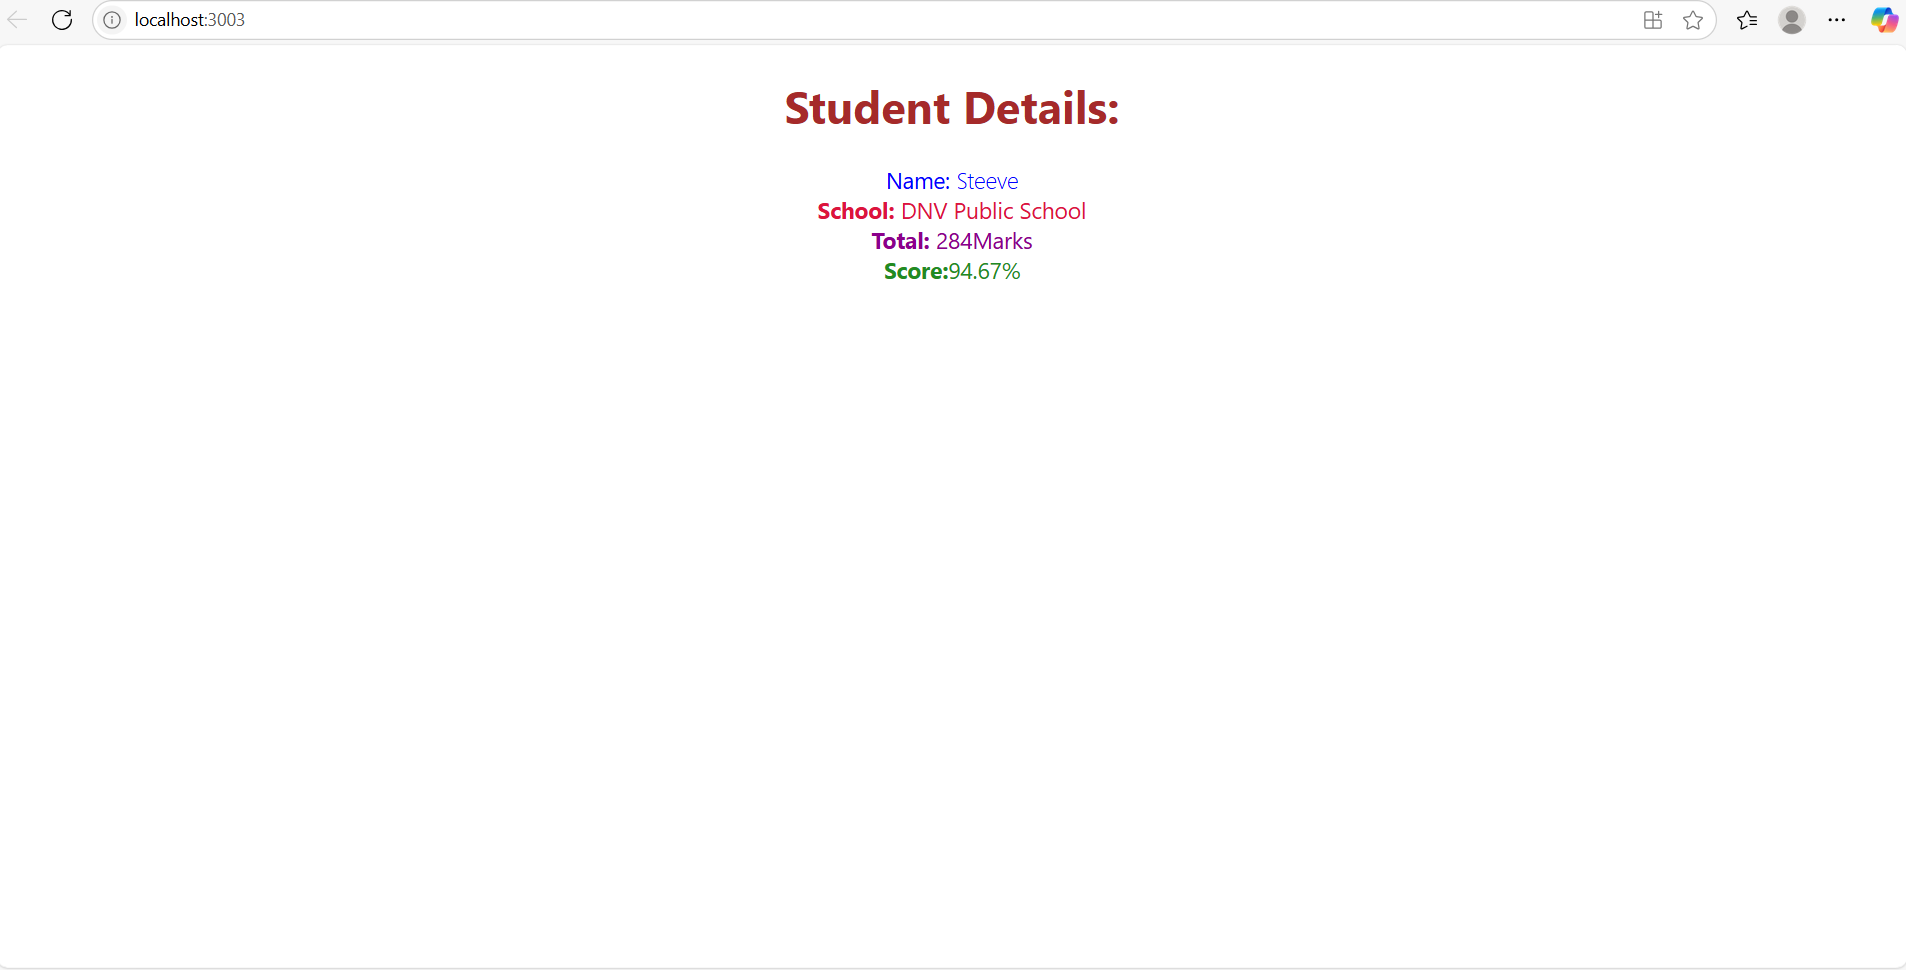 localhost:3003
Student Details:
Name: Steeve
School: DNV Public School
Total: 284Marks
Score:94.67%